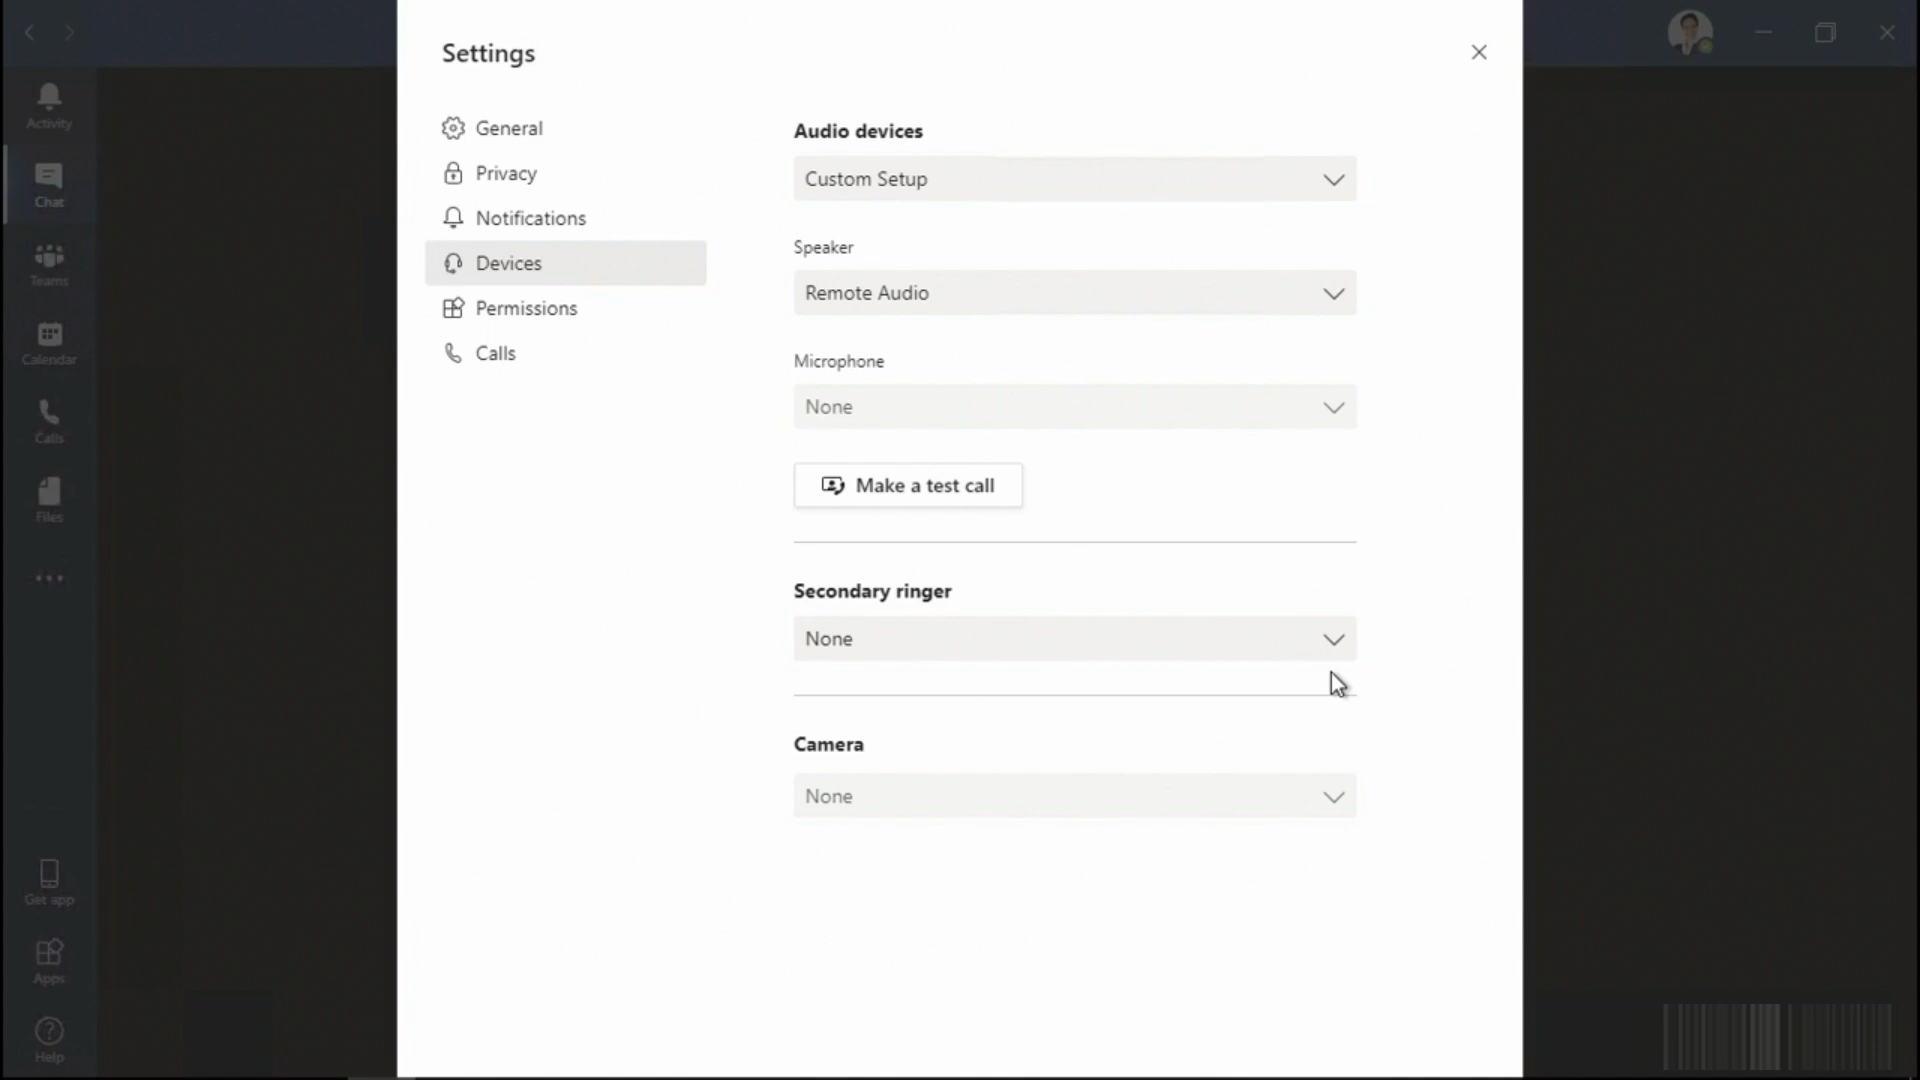 Settings
Activity
Chat
Teams
Calendar
Calls
Files
Get app
Apps
Help
General
Privacy
Notifications
Devices
Permissions
Calls
Audio devices
Custom Setup
Speaker
Remote Audio
Microphone
None
Make a test call
Secondary ringer
None
Camera
None